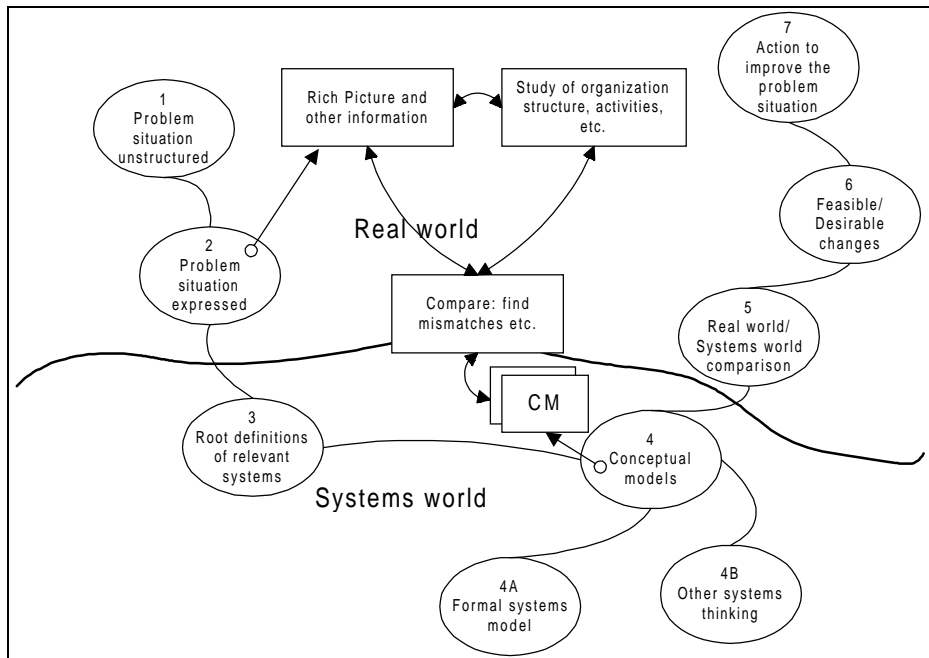 1
Problem
situation
unstructured
2
Problem
situation
expressed
Rich Picture and
other information
Study of organization
structure, activities,
etc.
7
Action to
improve the
problem
situation
6
Feasible/
Desirable
changes
Real world
Compare: find
mismatches etc.
5
Real world/
Systems world
comparison
CM
3
Root definitions
of relevant
systems
4
Conceptual
models
Systems world
4A
Formal systems
model
4B
Other systems
thinking